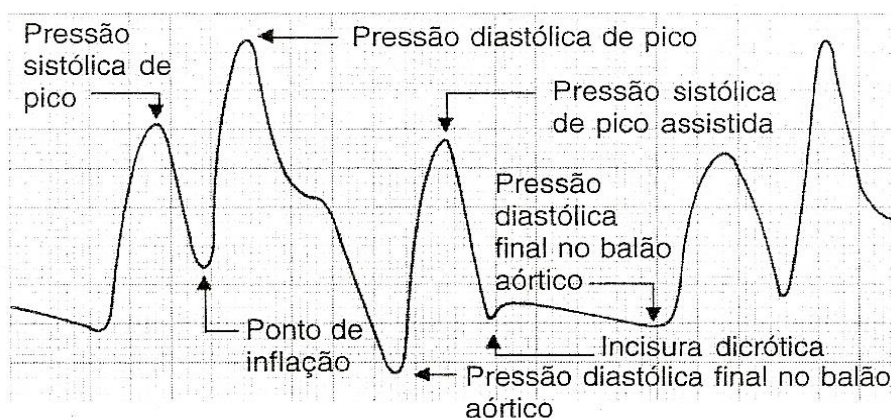 Pressão
sistólica de
pico
Pressão diastólica de pico
Pressão sistólica
de pico assistida
Pressão
diastólica
final no balão
aórtico
Ponto de
inflação
Incisura dicrótica
Pressão diastólica final no balão
aórtico